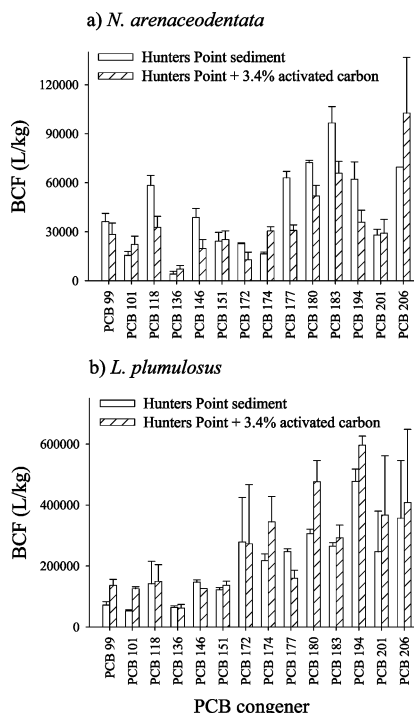 a) N. arenaceodentata
Hunters Point sediment
Hunters Point + 3.4% activated carbon
BCF (L/kg)
120000
90000
60000
30000
0
PCB 99
PCB 101
PCB 118
PCB 136
PCB 146
PCB 151
PCB 172
PCB 174
PCB 177
PCB 180
PCB 183
PCB 194
PCB 201
PCB 206
b) L. plumulosus
Hunters Point sediment
Hunters Point + 3.4% activated carbon
BCF (L/kg)
600000
400000
200000
0
PCB 99
PCB 101
PCB 118
PCB 136
PCB 146
PCB 151
PCB 172
PCB 174
PCB 177
PCB 180
PCB 183
PCB 194
PCB 201
PCB 206
PCB congener